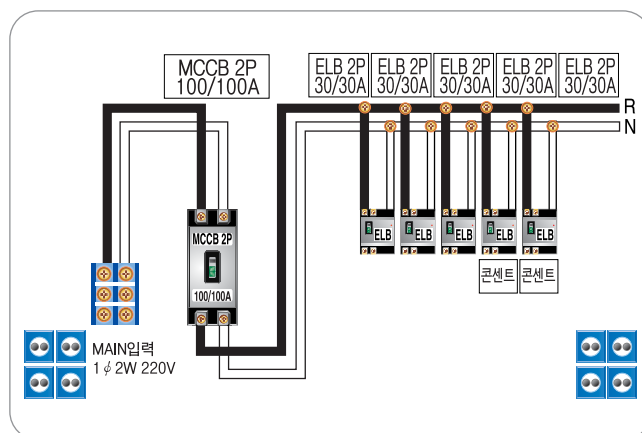 MCCB 2P
100/100A
ELB 2P
30/30A
ELB 2P
30/30A
ELB 2P
30/30A
ELB 2P
30/30A
ELB 2P
30/30A
R
N
MCCB 2P
100/100A
ELB
ELB
ELB
ELB
ELB
콘센트
콘센트
MAIN입력
1ϕ2W 220V